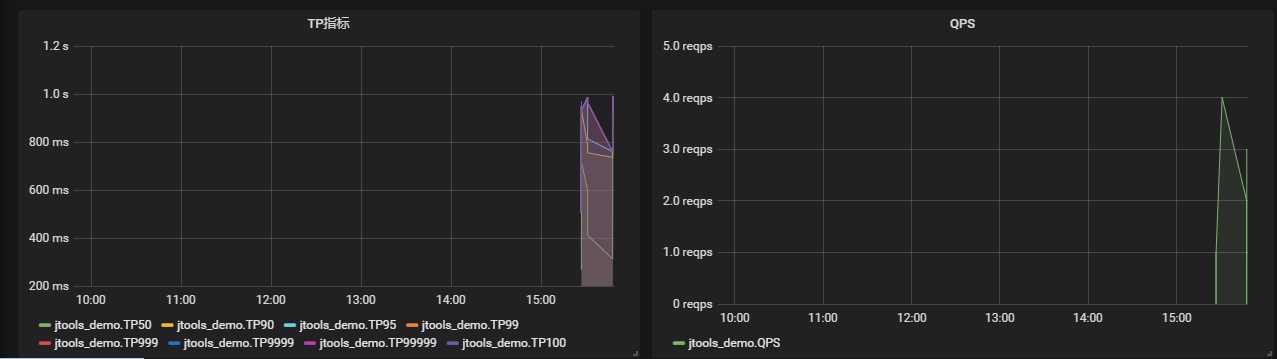 TP指标
1.2 s
1.0 s
800 ms
600 ms
400 ms
200 ms
10:00 11:00 12:00 13:00 14:00 15:00
jtools_demo.TP50 jtools_demo.TP90 jtools_demo.TP95 jtools_demo.TP99
jtools_demo.TP999 jtools_demo.TP9999 jtools_demo.TP99999 jtools_demo.TP100
QPS
5.0 reqps
4.0 reqps
3.0 reqps
2.0 reqps
1.0 reqps
0 reqps
10:00 11:00 12:00 13:00 14:00 15:00
jtools_demo.QPS